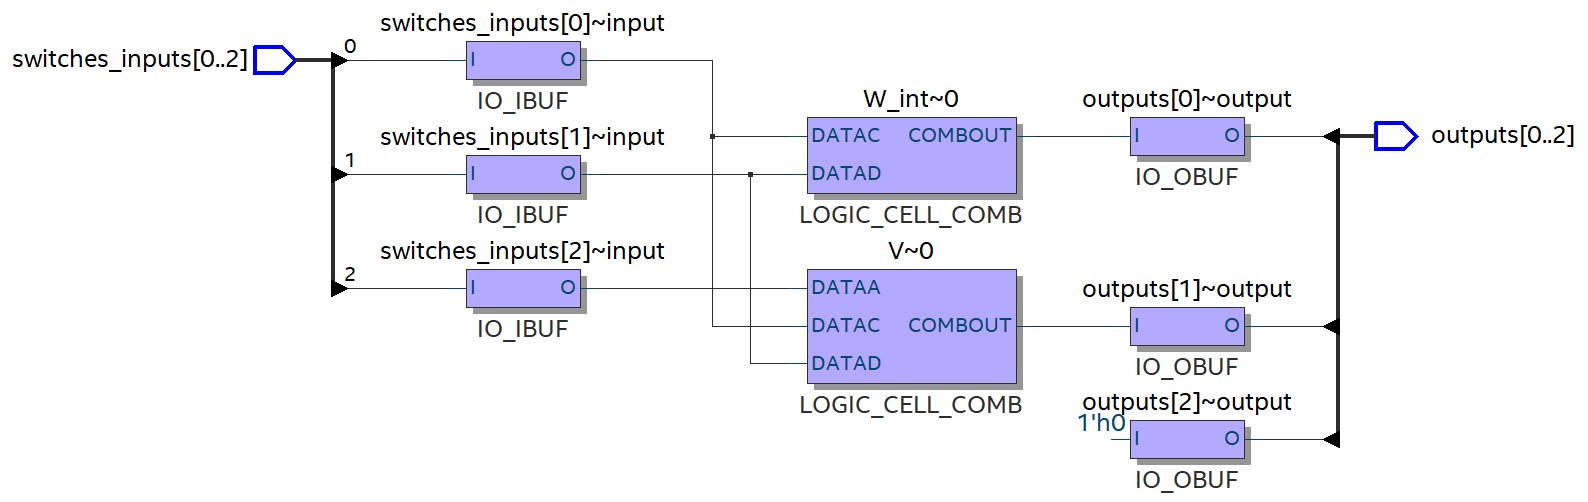 switches_inputs[0]~input
switches_inputs[0..2]
0
I
O
IO_IBUF
W_int~0
outputs[0]~output
switches_inputs[1]~input
DATAC
COMBOUT
I
O
outputs[0..2]
1
I
O
DATAD
IO_OBUF
IO_IBUF
LOGIC_CELL_COMB
switches_inputs[2]~input
V~0
2
I
O
DATAA
outputs[1]~output
IO_IBUF
DATAC
COMBOUT
I
O
DATAD
IO_OBUF
LOGIC_CELL_COMB
outputs[2]~output
1'h0
I
O
IO_OBUF